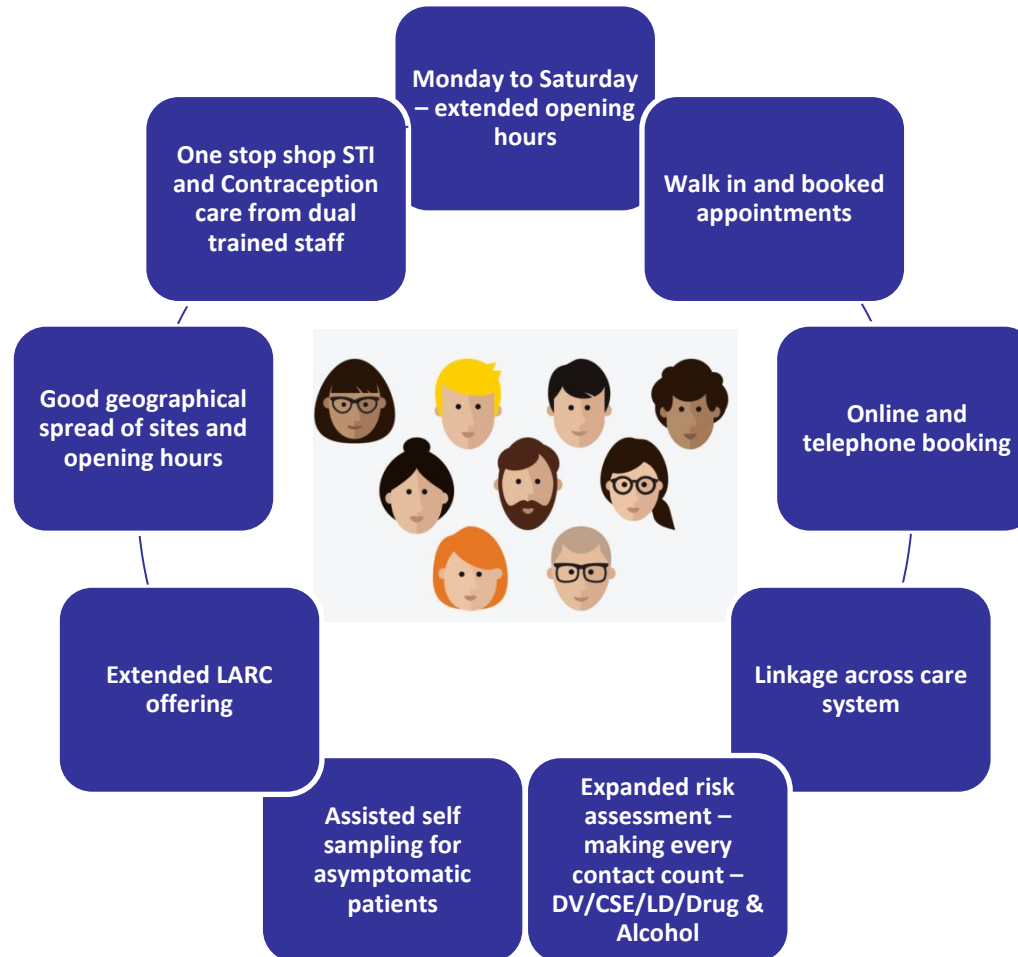 Monday to Saturday
– extended opening
hours
Walk in and booked
appointments
Online and
telephone booking
Linkage across care
system
Expanded risk
assessment –
making every
contact count –
DV/CSE/LD/Drug &
Alcohol
Assisted self
sampling for
asymptomatic
patients
Extended LARC
offering
Good geographical
spread of sites and
opening hours
One stop shop STI
and Contraception
care from dual
trained staff